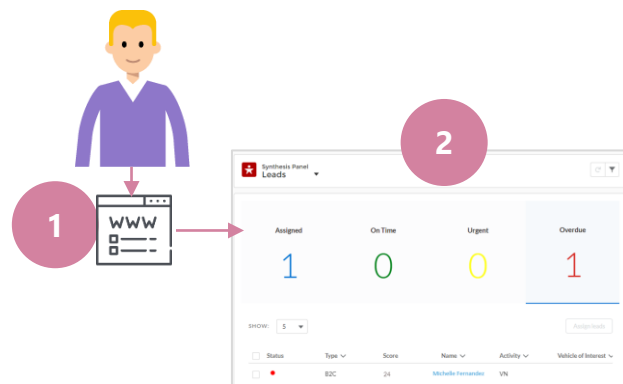 2
Synthesis Panel
Leads
1
WWW
Assigned On Time Urgent Overdue
1 0 0 1
SHOW: 5
Assign leads
Status Type Score Name Activity Vehicle of Interest
B2C 24 Michelle Fernandez VN